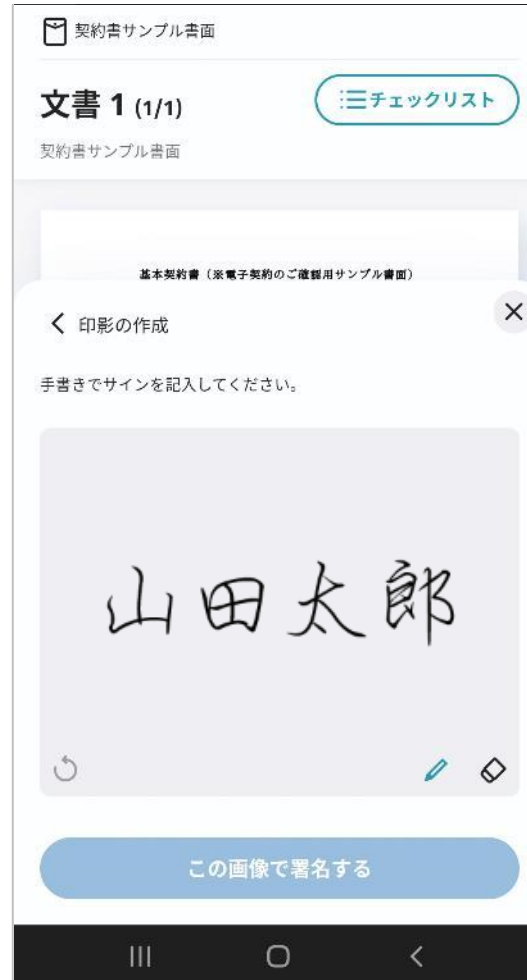 契約書サンプル書面
文書 1 (1/1)
チェックリスト
契約書サンプル書面
基本契約書（※電子契約のご確認用サンプル書面）
印影の作成
手書きでサインを記入してください。
山田太郎
この画像で署名する